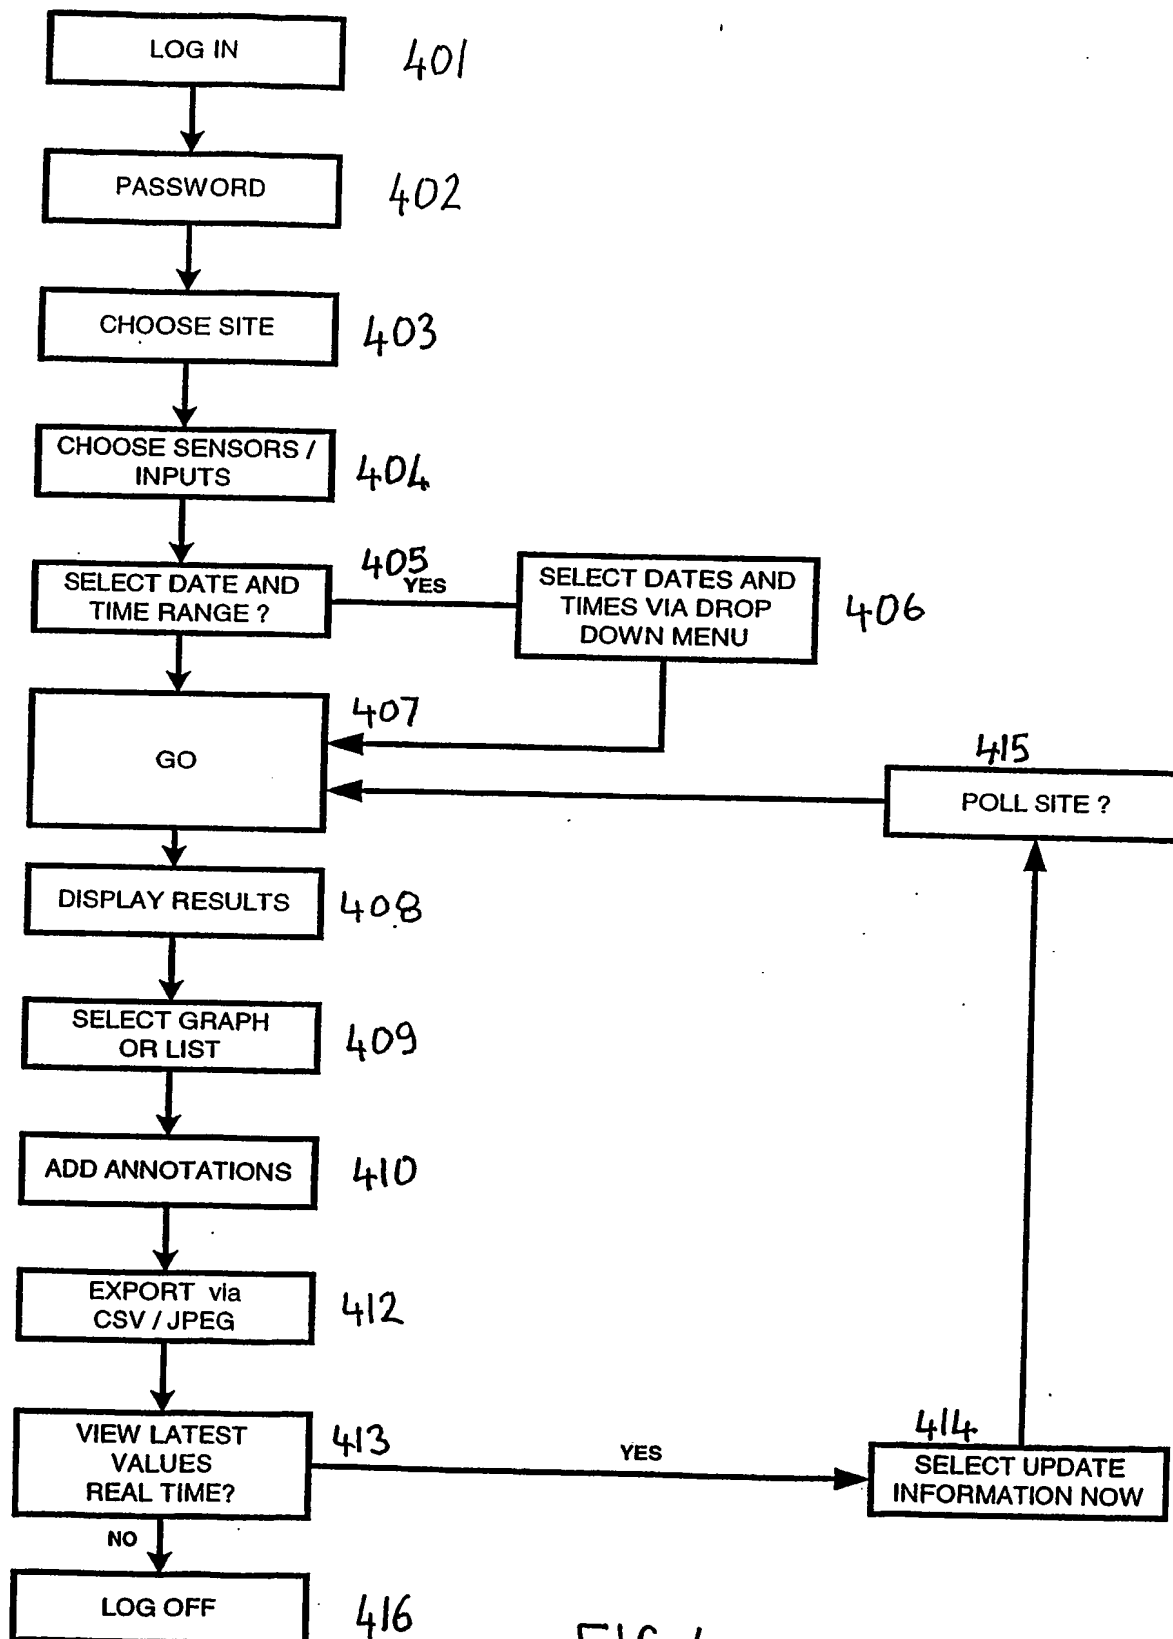 LOG IN
401
PASSWORD
402
CHOOSE SITE
403
CHOOSE SENSORS /
INPUTS
404
SELECT DATE AND
TIME RANGE ?
405
YES
SELECT DATES AND
TIMES VIA DROP
DOWN MENU
406
GO
407
415
POLL SITE ?
DISPLAY RESULTS
408
SELECT GRAPH
OR LIST
409
ADD ANNOTATIONS
410
EXPORT via
CSV / JPEG
412
VIEW LATEST
VALUES
REAL TIME?
413
YES
414
SELECT UPDATE
INFORMATION NOW
NO
LOG OFF
416